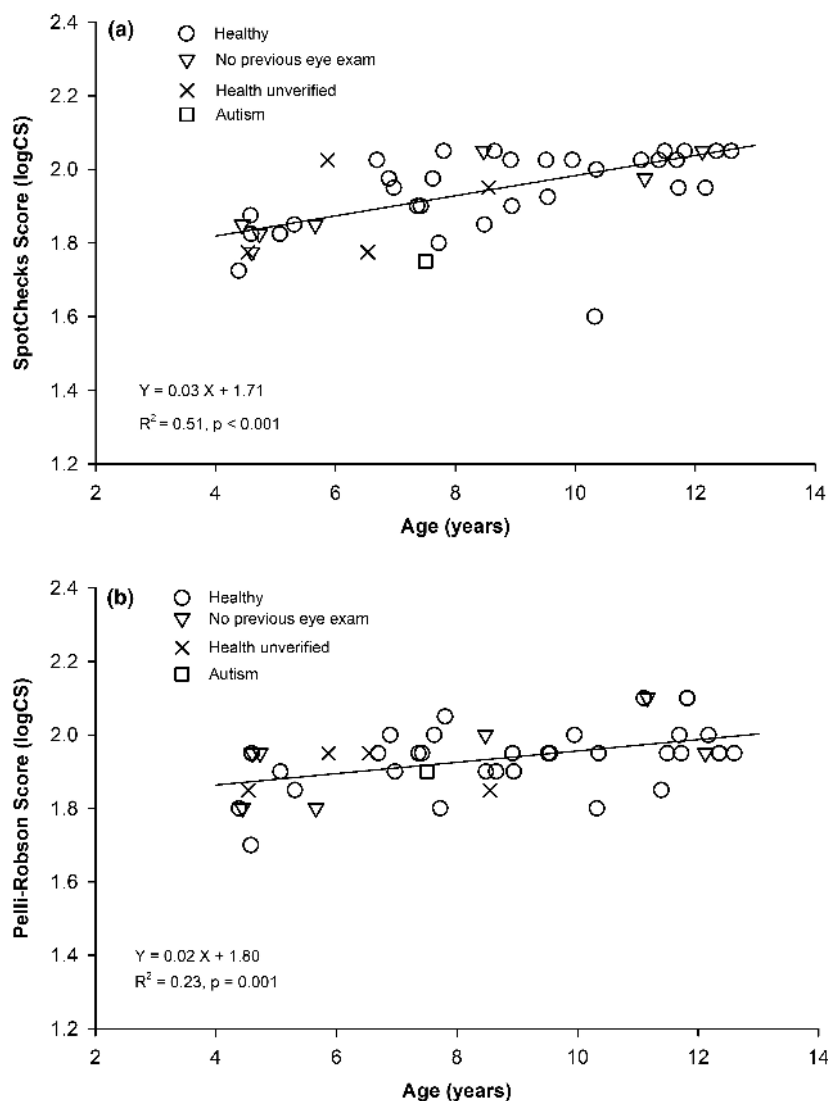 (a)
Healthy
No previous eye exam
Health unverified
Autism
SpotChecks Score (logCS)
2.4
2.2
2.0
1.8
1.6
1.4
1.2
Y = 0.03 X + 1.71
R² = 0.51, p < 0.001
2 4 6 8 10 12 14
Age (years)
(b)
Healthy
No previous eye exam
Health unverified
Autism
Pelli-Robson Score (logCS)
2.4
2.2
2.0
1.8
1.6
1.4
1.2
Y = 0.02 X + 1.80
R² = 0.23, p = 0.001
2 4 6 8 10 12 14
Age (years)